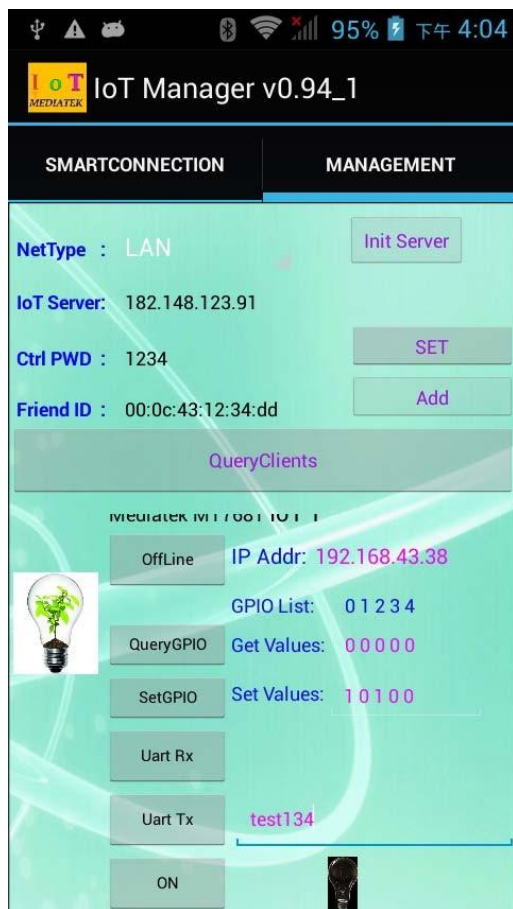 95% 下午 4:04
IoT
MEDIATEK
IoT Manager v0.94_1
SMARTCONNECTION MANAGEMENT
NetType : LAN Init Server
IoT Server: 182.148.123.91
SET
Ctrl PWD : 1234
Add
Friend ID : 00:0c:43:12:34:dd
QueryClients
Mediatek
OffLine IP Addr: 192.168.43.38
GPIO List: 0 1 2 3 4
QueryGPIO Get Values: 0 0 0 0 0
SetGPIO Set Values: 1 0 1 0 0
Uart Rx
Uart Tx test134
ON